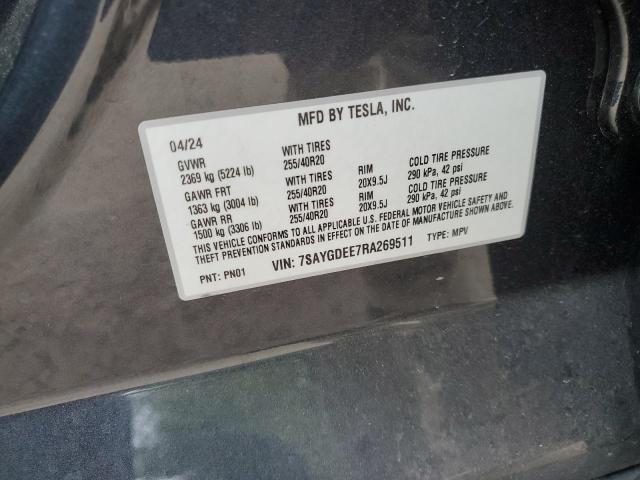 MFD BY TESLA, INC.
04/24
GVWR WITH TIRES
2369 kg (5224 lb) 255/40R20 RIM COLD TIRE PRESSURE
GAWR FRT WITH TIRES 20X9.5J 290 kPa, 42 psi
1363 kg (3004 lb) 255/40R20 RIM COLD TIRE PRESSURE
GAWR RR WITH TIRES 20X9.5J 290 kPa, 42 psi
1500 kg (3306 lb) 255/40R20
THIS VEHICLE CONFORMS TO ALL APPLICABLE U.S. FEDERAL MOTOR VEHICLE SAFETY AND
THEFT PREVENTION STANDARDS IN EFFECT ON THE DATE OF MANUFACTURE SHOWN ABOVE.
PNT: PN01 VIN: 7SAYGDEE7RA269511 TYPE: MPV